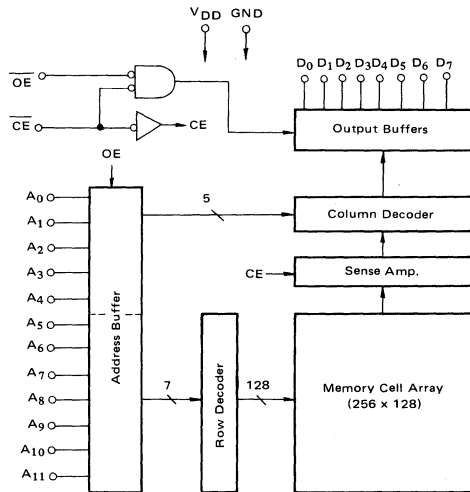 VDD GND
D0 D1 D2 D3 D4 D5 D6 D7
OE
CE
CE
Output Buffers
OE
A0
A1
A2
A3
A4
A5
A6
A7
A8
A9
A10
A11
Address Buffer
5
Column Decoder
CE
Sense Amp.
7
Row Decoder
128
Memory Cell Array
(256 x 128)